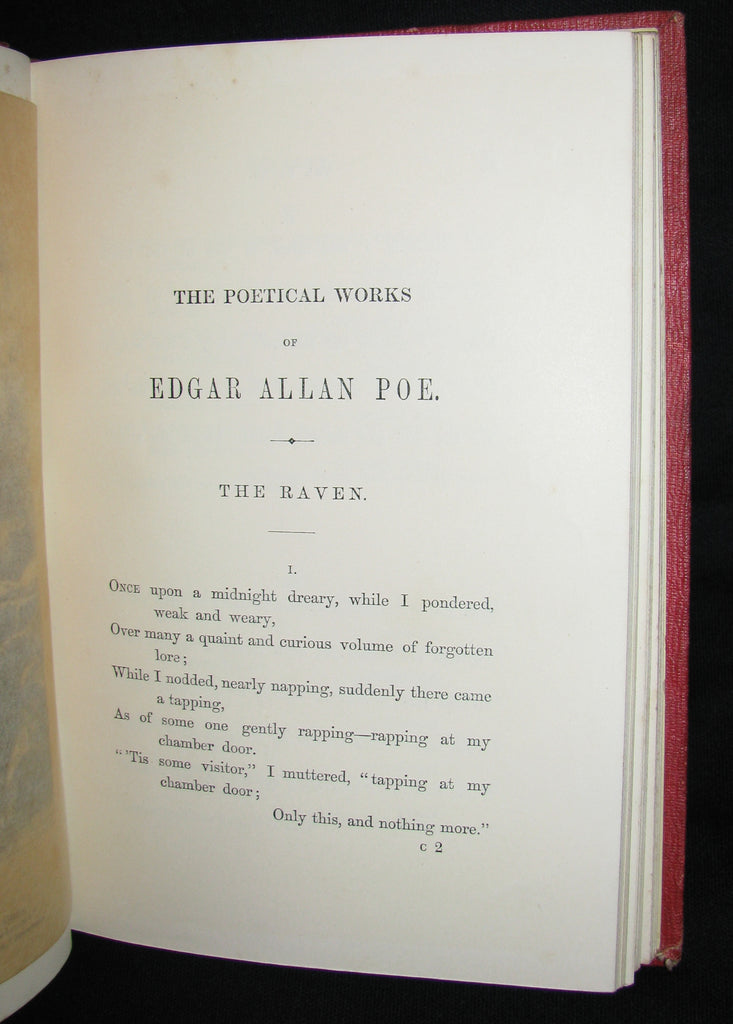 THE POETICAL WORKS
OF
EDGAR ALLAN POE.
THE RAVEN.
I.
ONCE upon a midnight dreary, while I pondered,
weak and weary,
Over many a quaint and curious volume of forgotten
lore;
While I nodded, nearly napping, suddenly there came
a tapping,
As of some one gently rapping—rapping at my
chamber door.
“ 'Tis some visitor,” I muttered, “tapping at my
chamber door;
Only this, and nothing more.”
c 2